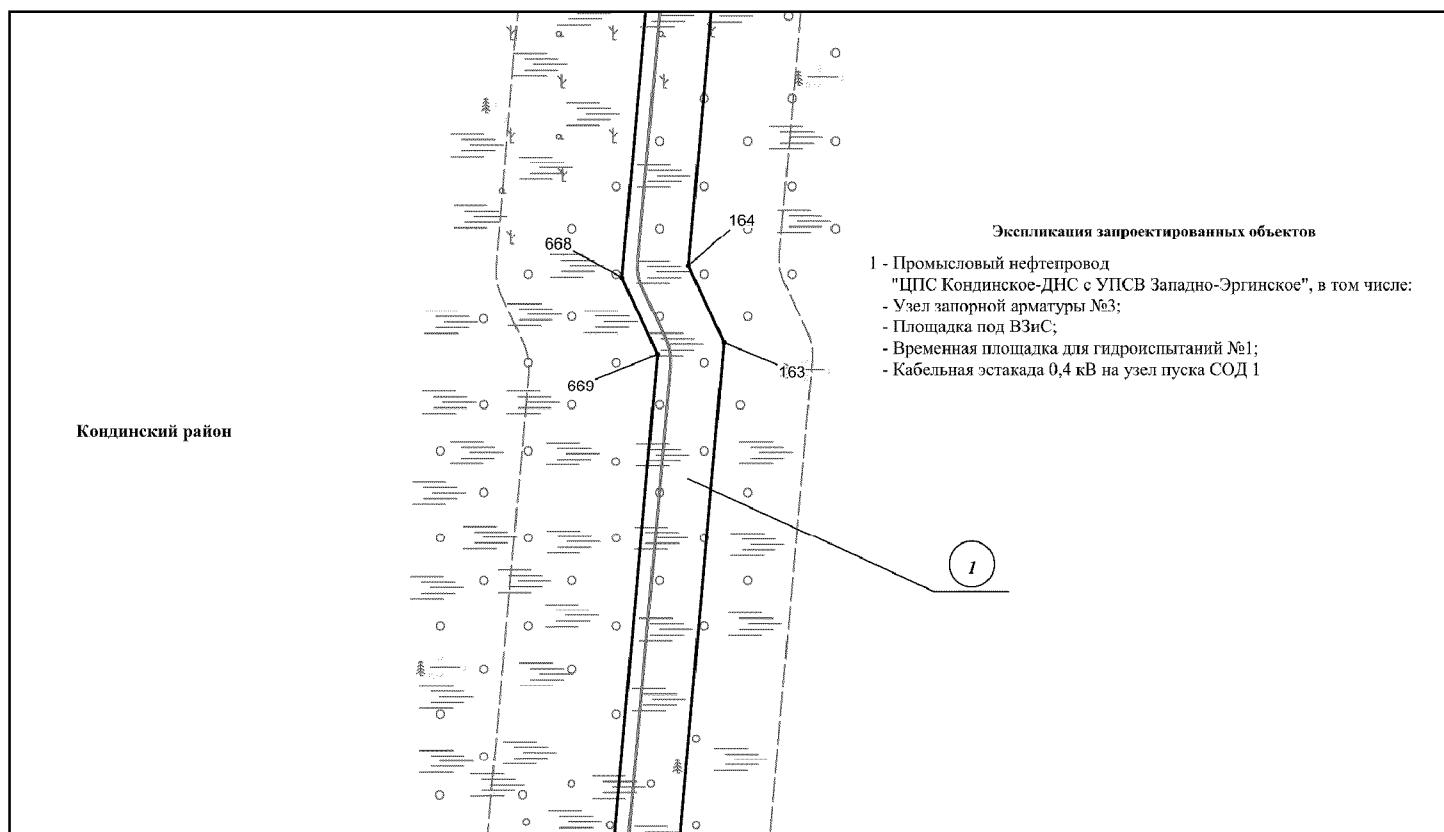 164
668
Экспликация запроектированных объектов
1 - Промысловый нефтепровод
"ЦПС Кондинское-ДНС с УПСВ Западно-Эргинское", в том числе:
- Узел запорной арматуры №3;
- Площадка под ВЗиС;
- Временная площадка для гидроиспытаний №1;
- Кабельная эстакада 0,4 кВ на узел пуска СОД 1
163
669
Кондинский район
1